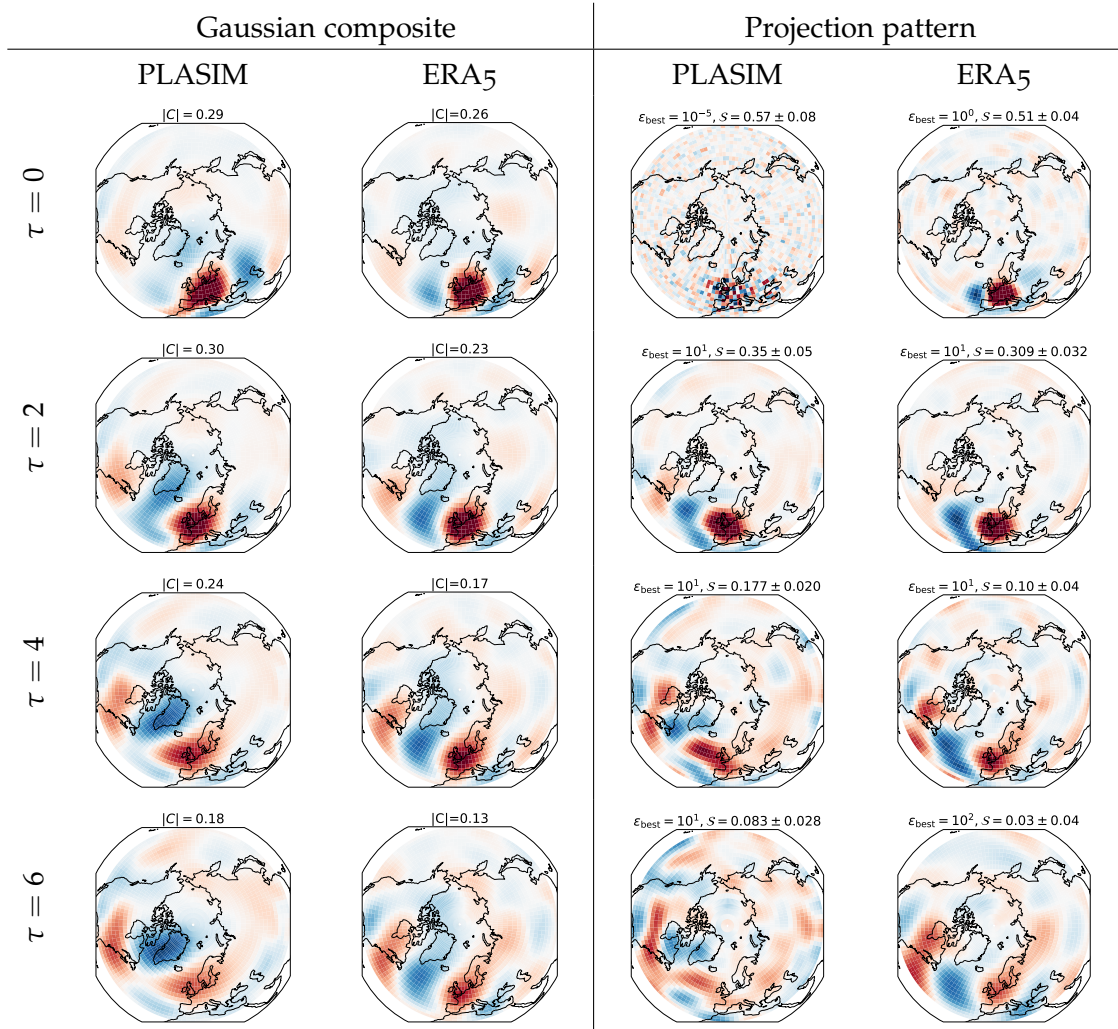 Gaussian composite Projection pattern
PLASIM ERA5 PLASIM ERA5
|C| = 0.29 |C|=0.26 ε_best = 10^−5, S = 0.57 ± 0.08 ε_best = 10^0, S = 0.51 ± 0.04
τ = 0
|C| = 0.30 |C|=0.23 ε_best = 10^1, S = 0.35 ± 0.05 ε_best = 10^1, S = 0.309 ± 0.032
τ = 2
|C| = 0.24 |C|=0.17 ε_best = 10^1, S = 0.177 ± 0.020 ε_best = 10^1, S = 0.10 ± 0.04
τ = 4
|C| = 0.18 |C|=0.13 ε_best = 10^1, S = 0.083 ± 0.028 ε_best = 10^2, S = 0.03 ± 0.04
τ = 6